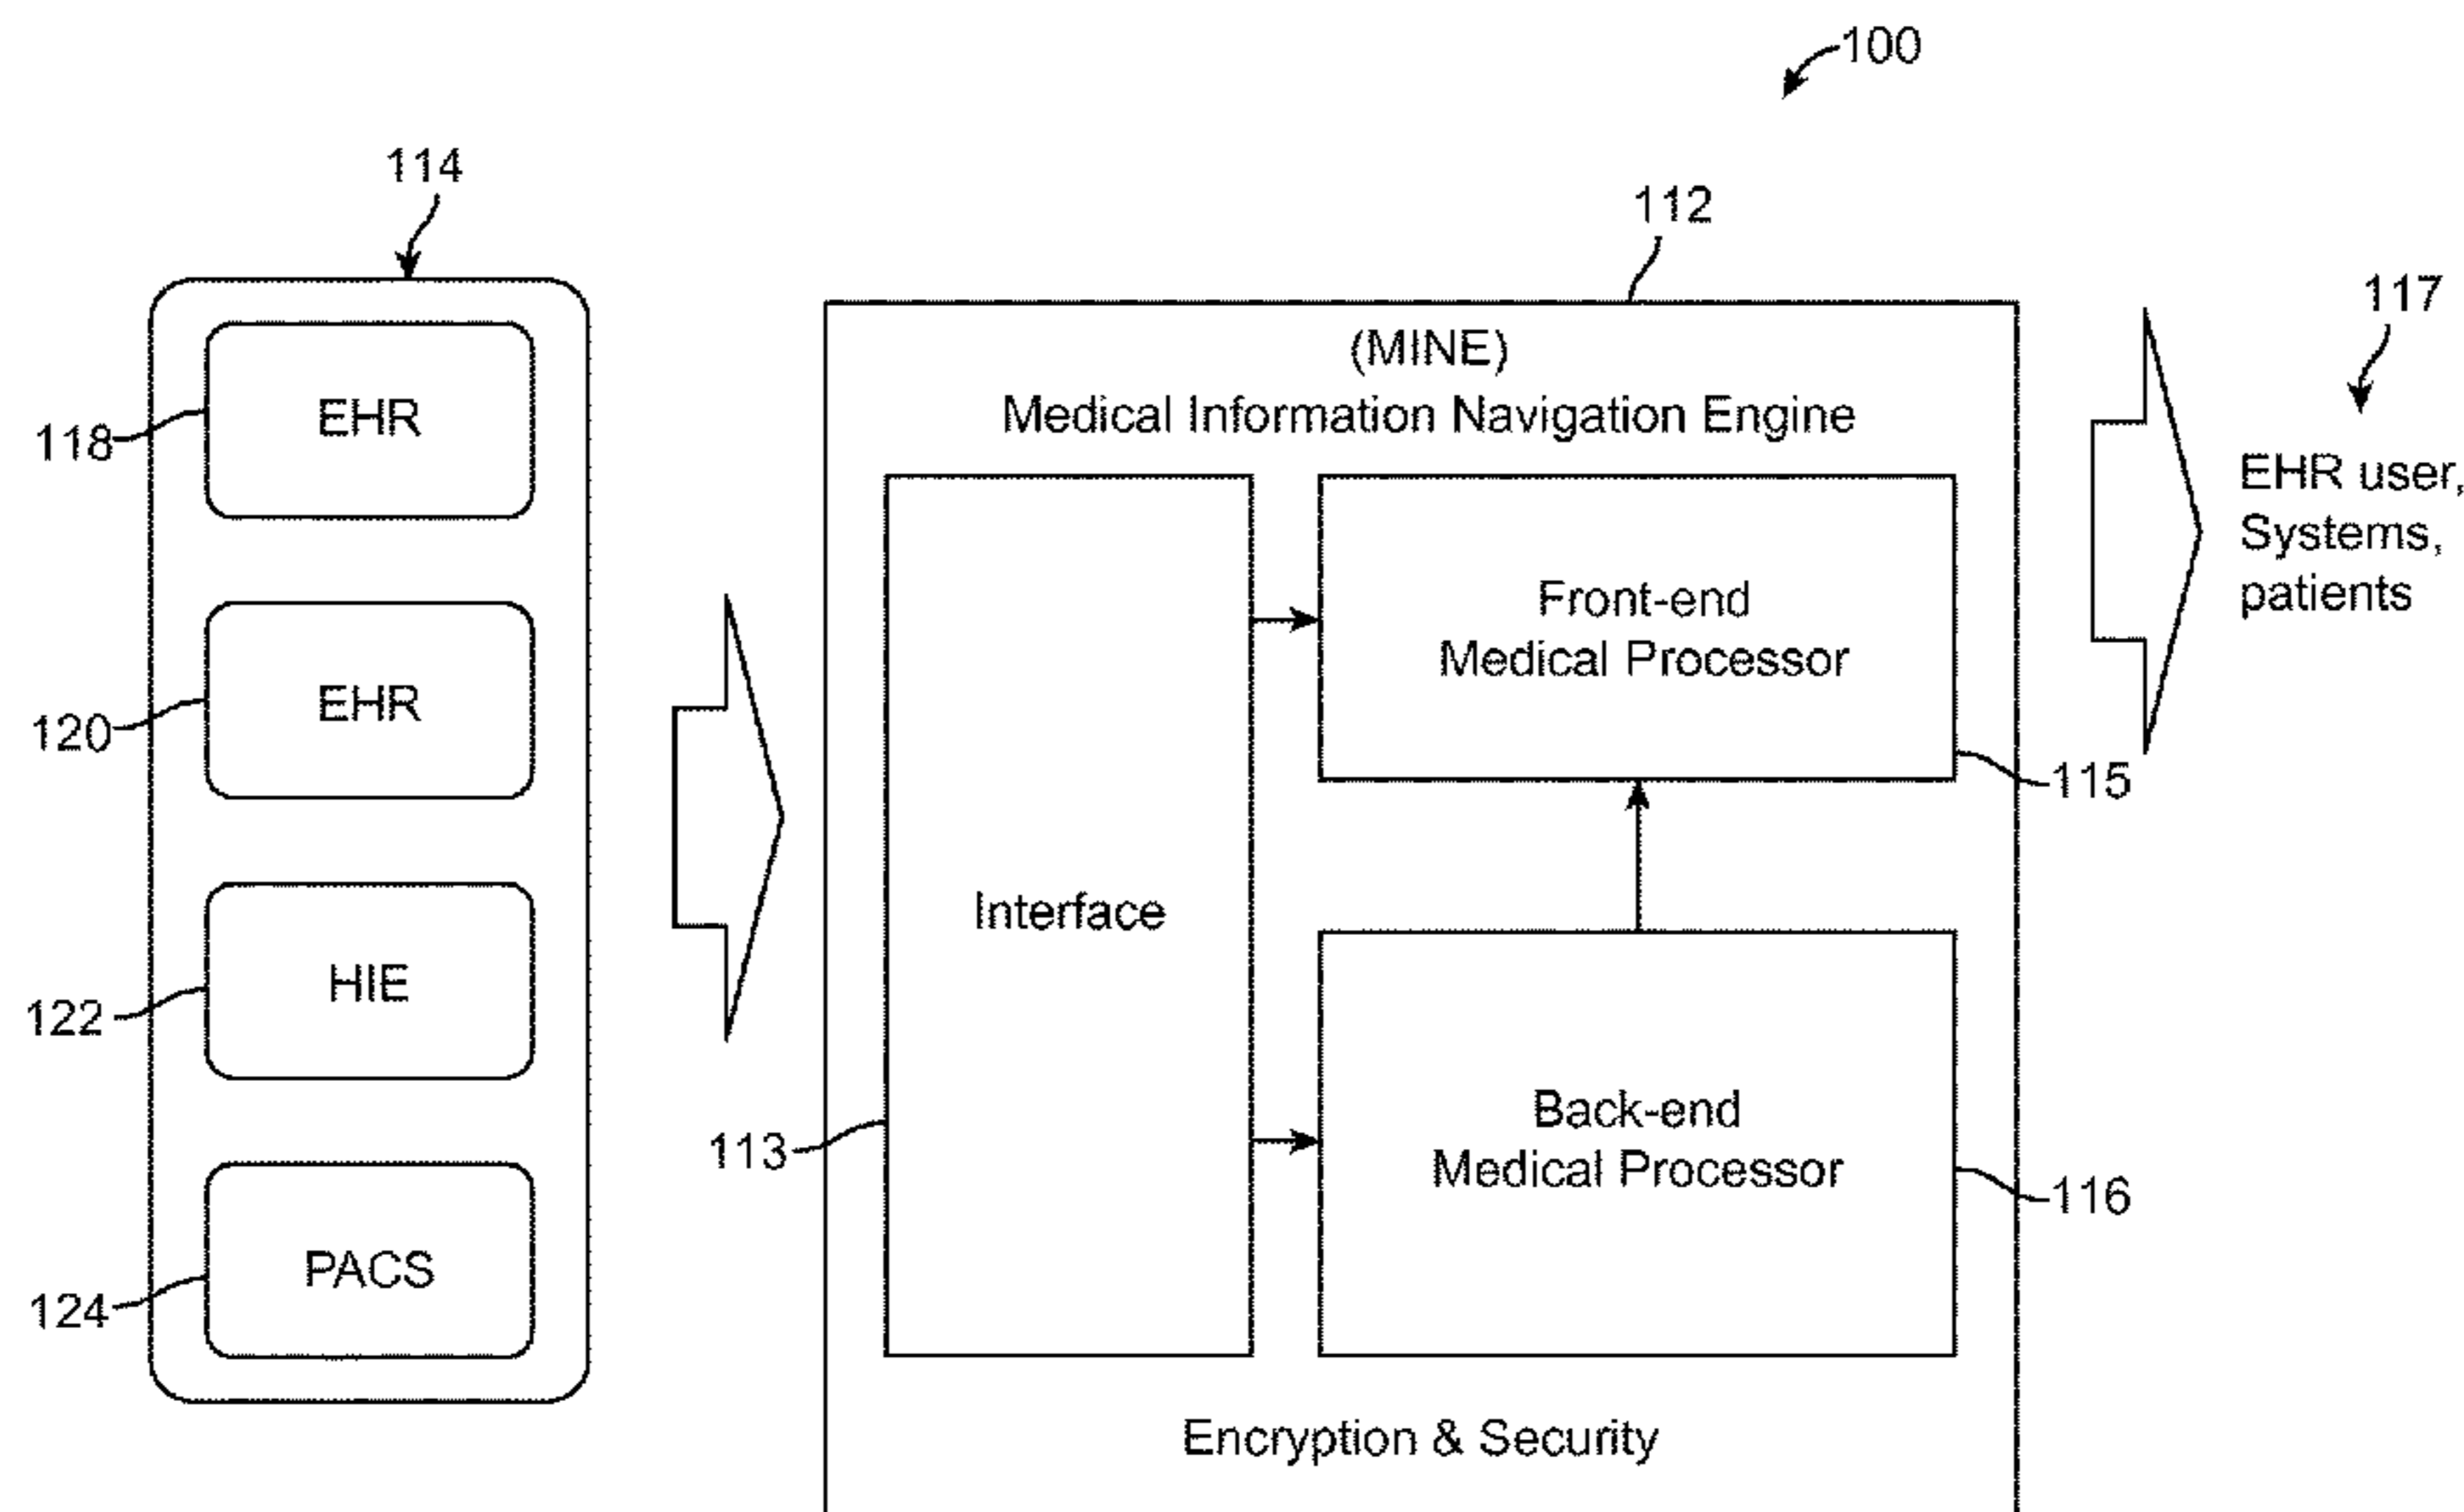 100
114
118
EHR
120
EHR
122
HIE
124
PACS
112
(MINE)
Medical Information Navigation Engine
Interface
113
Front-end
Medical Processor
115
Back-end
Medical Processor
116
Encryption & Security
117
EHR user,
Systems,
patients